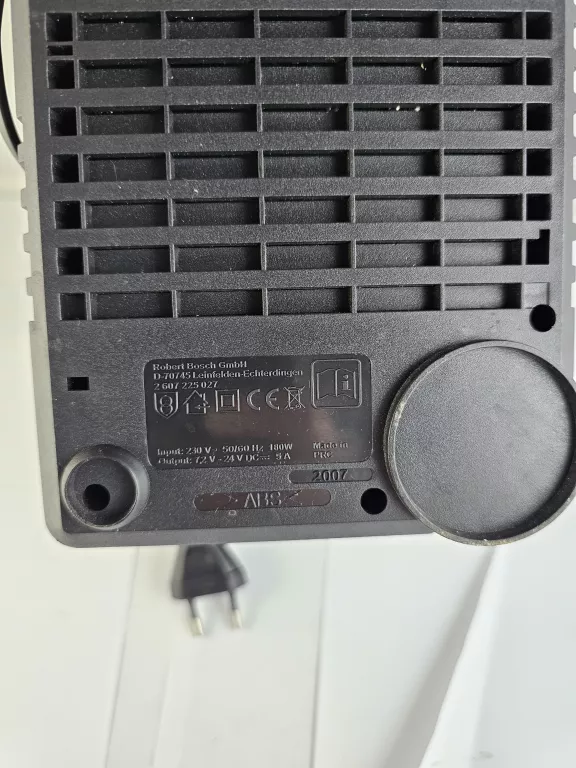 Robert Bosch GmbH
D-70745 Leinfelden-Echterdingen
2 607 225 027
CE
Input: 230 V ~ 50/60 Hz 180W
Output: 7,2 V - 24 V DC ⎓ 5 A
Made in
PRC
2007
ABS